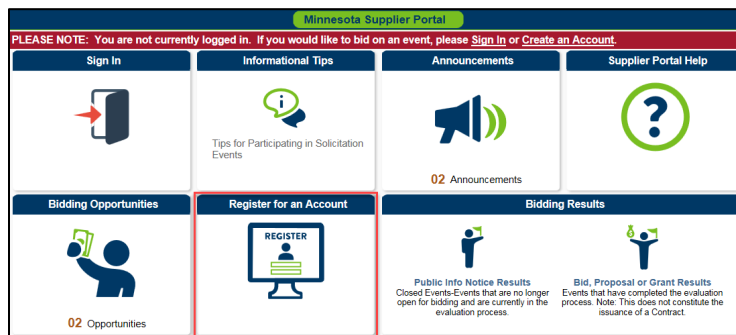 Minnesota Supplier Portal
PLEASE NOTE: You are not currently logged in. If you would like to bid on an event, please Sign In or Create an Account.
Sign In
Informational Tips
Tips for Participating in Solicitation
Events
Announcements
02 Announcements
Supplier Portal Help
?
Bidding Opportunities
02 Opportunities
Register for an Account
REGISTER
Bidding Results
Public Info Notice Results
Closed Events-Events that are no longer
open for bidding and are currently in the
evaluation process.
Bid, Proposal or Grant Results
Events that have completed the evaluation
process. Note: This does not constitute the
issuance of a Contract.